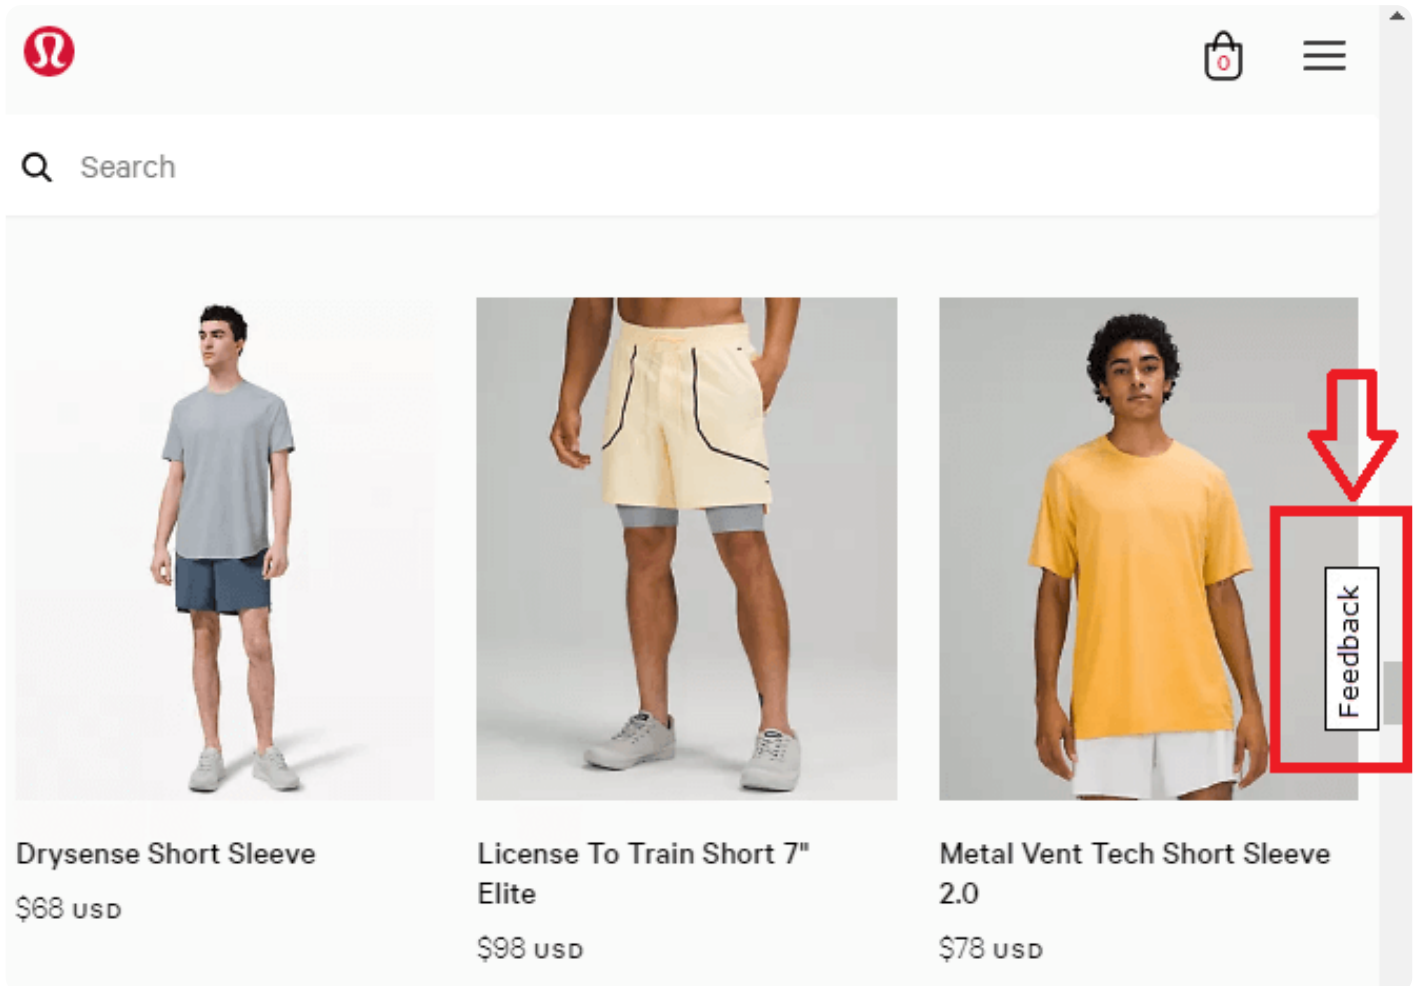 0
Search
Feedback
Drysense Short Sleeve
$68 USD
License To Train Short 7"
Elite
$98 USD
Metal Vent Tech Short Sleeve
2.0
$78 USD